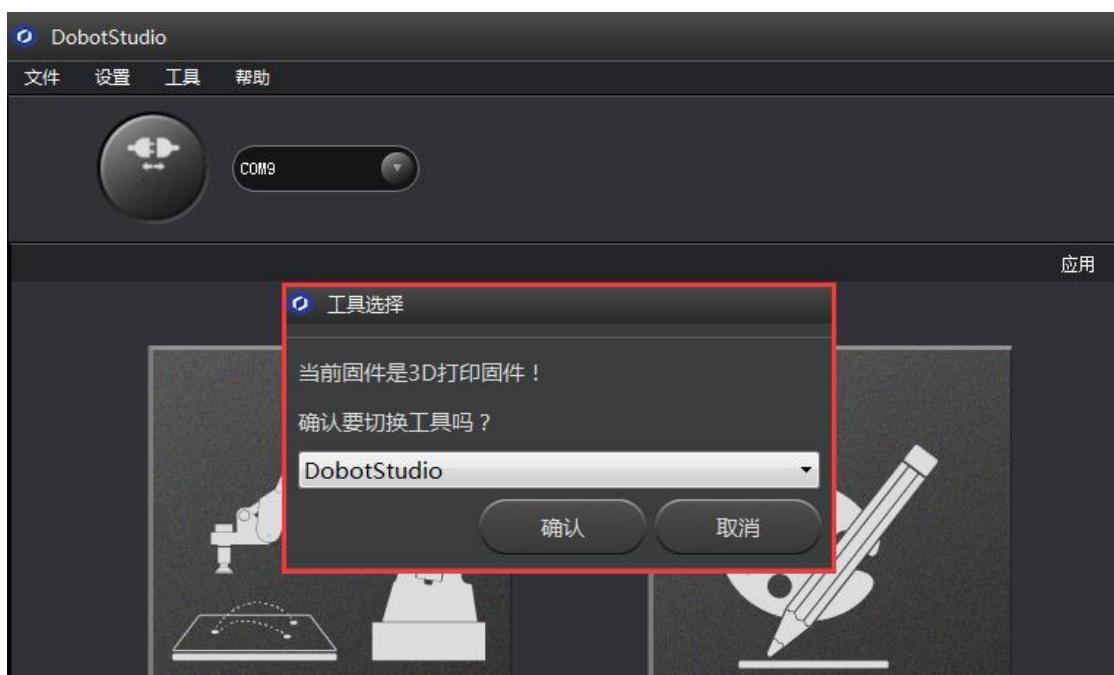 DobotStudio
文件 设置 工具 帮助
COM9
应用
工具选择
当前固件是3D打印固件！
确认要切换工具吗？
DobotStudio
确认 取消